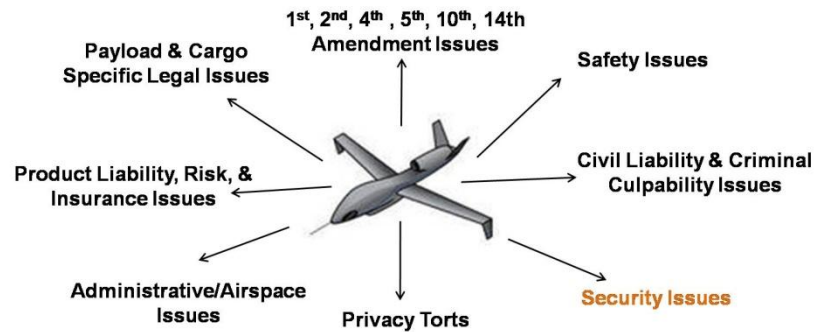 1st, 2nd, 4th , 5th, 10th, 14th
Amendment Issues
Payload & Cargo
Specific Legal Issues
Safety Issues
Product Liability, Risk, &
Insurance Issues
Civil Liability & Criminal
Culpability Issues
Administrative/Airspace
Issues
Privacy Torts
Security Issues